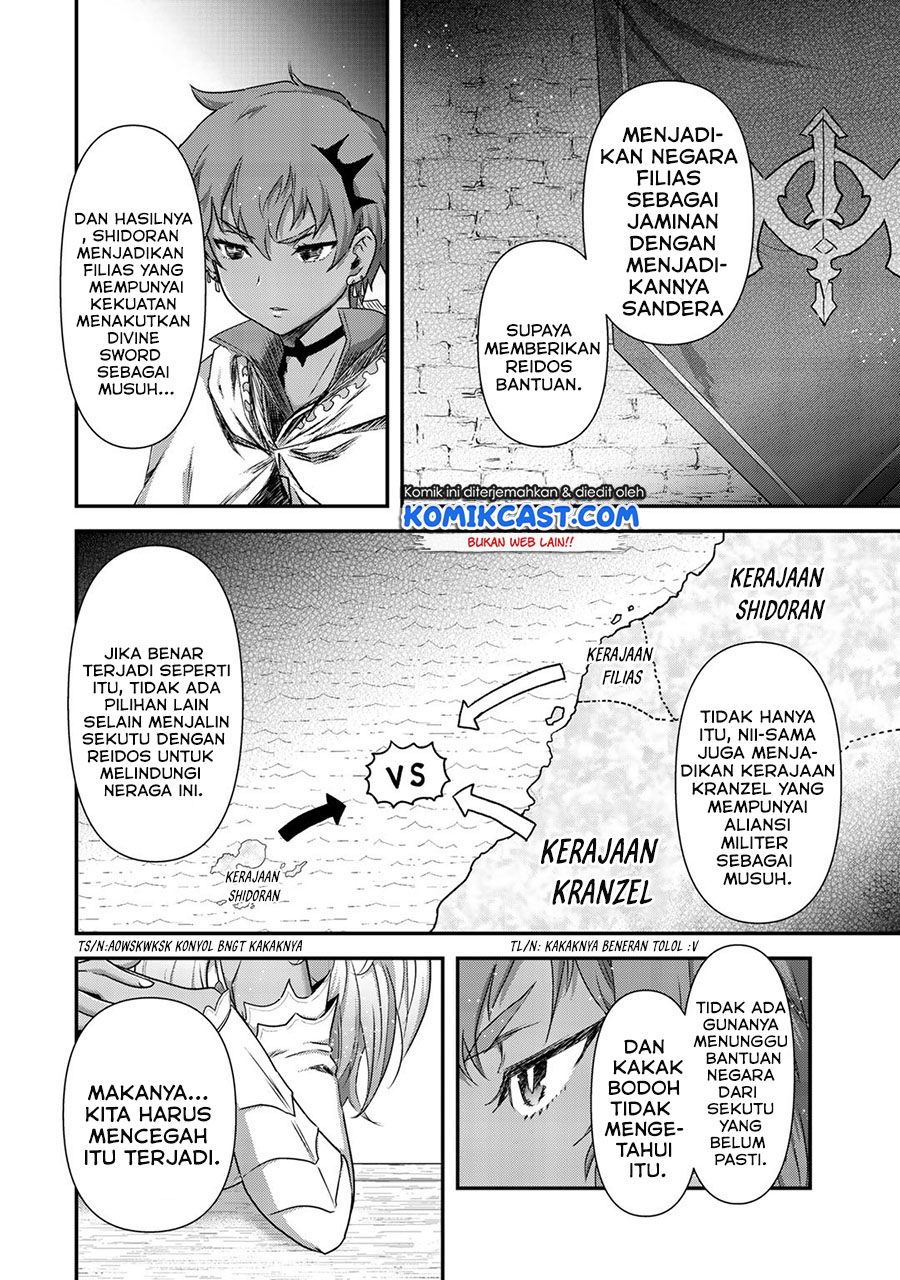 MENJADI-
KAN NEGARA
FILIAS
SEBAGAI
JAMINAN
DENGAN
MENJADI-
KANNYA
SANDERA
SUPAYA
MEMBERIKAN
REIDOS
BANTUAN.
DAN HASILNYA
, SHIDORAN
MENJADIKAN
FILIAS YANG
MEMPUNYAI
KEKUATAN
MENAKUTKAN
DIVINE
SWORD
SEBAGAI
MUSUH...
Komik ini diterjemahkan & diedit oleh
KOMIKCAST.COM
BUKAN WEB LAIN!!
KERAJAAN
SHIDORAN
KERAJAAN
FILIAS
TIDAK HANYA
ITU, NII-SAMA
JUGA MENJA-
DIKAN KERAJAAN
KRANZEL YANG
MEMPUNYAI
ALIANSI
MILITER
SEBAGAI
MUSUH.
JIKA BENAR
TERJADI SEPERTI
ITU, TIDAK ADA
PILIHAN LAIN
SELAIN MENJALIN
SEKUTU DENGAN
REIDOS UNTUK
MELINDUNGI
NERAGA INI.
VS
KERAJAAN
KRANZEL
KERAJAAN
SHIDORAN
TL/N: KAKAKNYA BENERAN TOLOL :V
TS/N:AOWSKWKSK KONYOL BNGT KAKAKNYA
TIDAK ADA
GUNANYA
MENUNGGU
BANTUAN
NEGARA
DARI
SEKUTU
YANG
BELUM
PASTI.
DAN
KAKAK
BODOH
TIDAK
MENGE-
TAHUI
ITU.
MAKANYA...
KITA HARUS
MENCEGAH
ITU TERJADI.